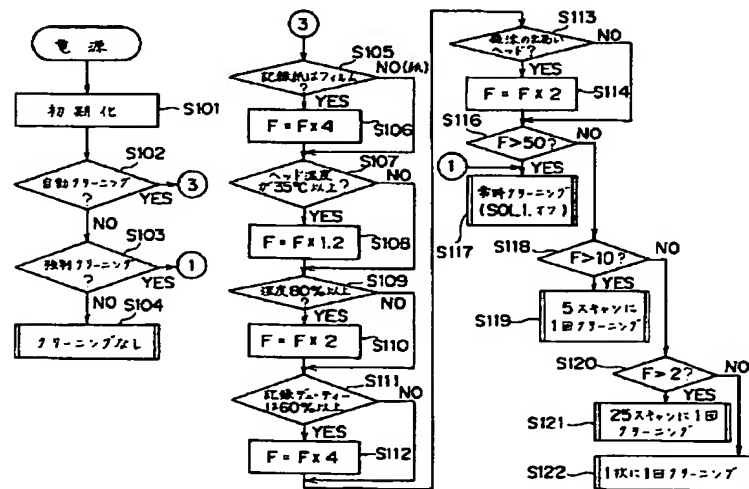 電源
初期化
S101
S102
自動クリーニング
?
YES
③
NO
S103
強制クリーニング
?
YES
①
NO
S104
クリーニングなし
③
S105
記録紙はフィルム
?
NO(紙)
YES
F=F×4
S106
S107
ヘッド温度
が35℃以上?
NO
YES
F=F×1.2
S108
S109
湿度80%以上
?
NO
YES
F=F×2
S110
S111
記録デューティー
は60%以上
NO
YES
F=F×4
S112
S113
ヘッド?
NO
YES
F=F×2
S114
S116
F>50?
NO
①
YES
常時クリーニング
(SOL.1.オフ)
S117
S118
F>10?
NO
YES
5スキャンに
1回クリーニング
S119
S120
F>2?
NO
YES
25スキャンに1回
クリーニング
S121
1枚に1回クリーニング
S122